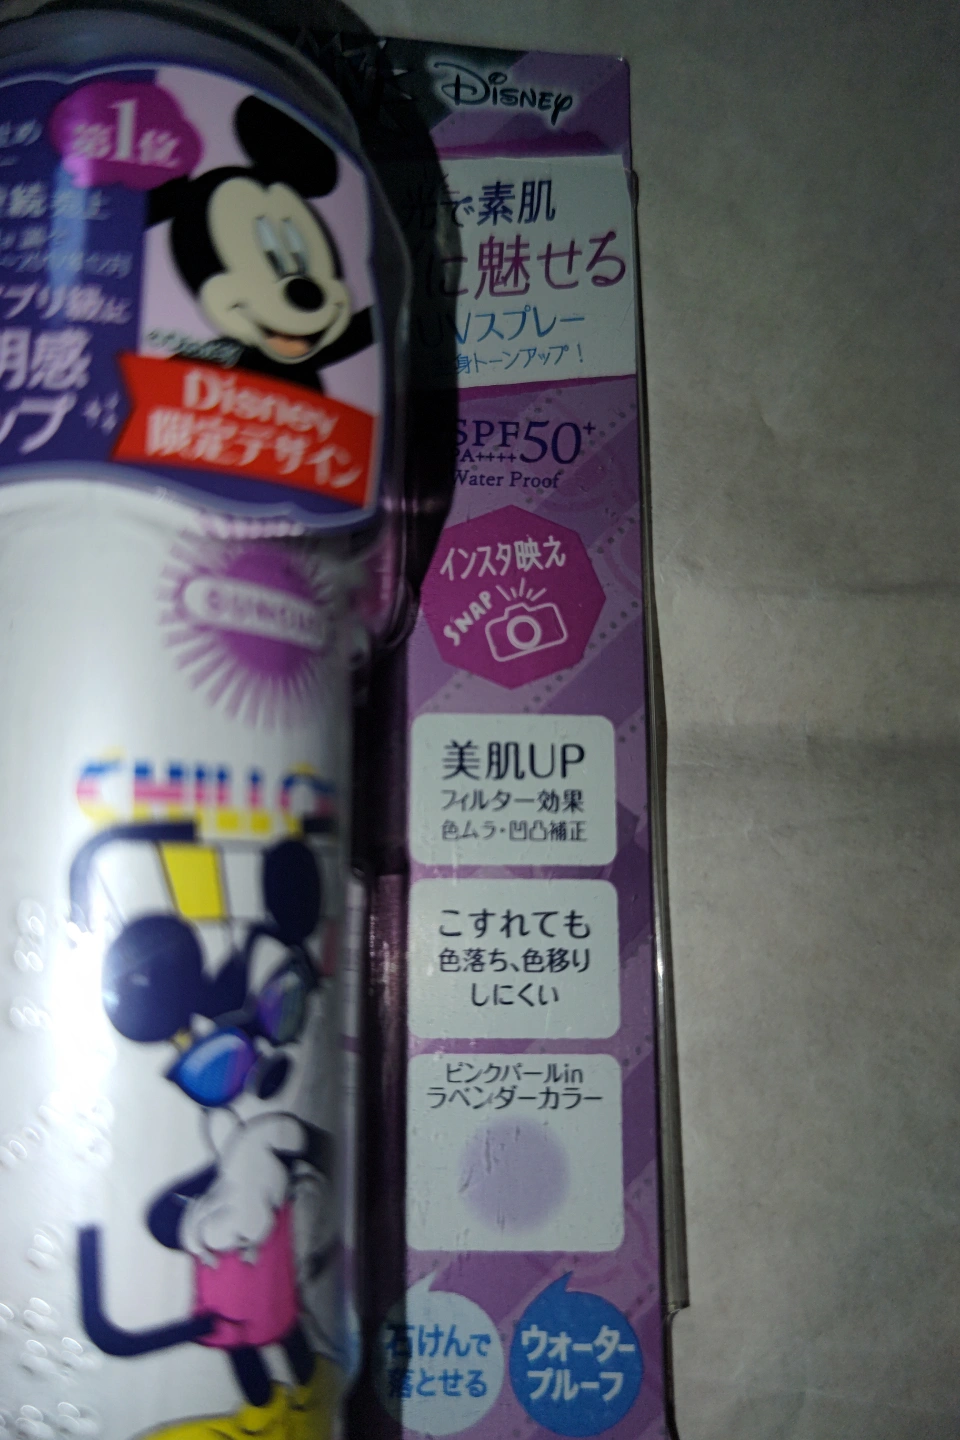 第1位
Disney
限定デザイン
CHILL
Disney
光で素肌
に魅せる
UVスプレー
身トーンアップ!
SPF50+
PA++++
Water Proof
インスタ映え
SNAP
美肌UP
フィルター効果
色ムラ・凹凸補正
こすれても
色落ち、色移り
しにくい
ピンクパールin
ラベンダーカラー
石けんで
落とせる
ウォーター
プルーフ